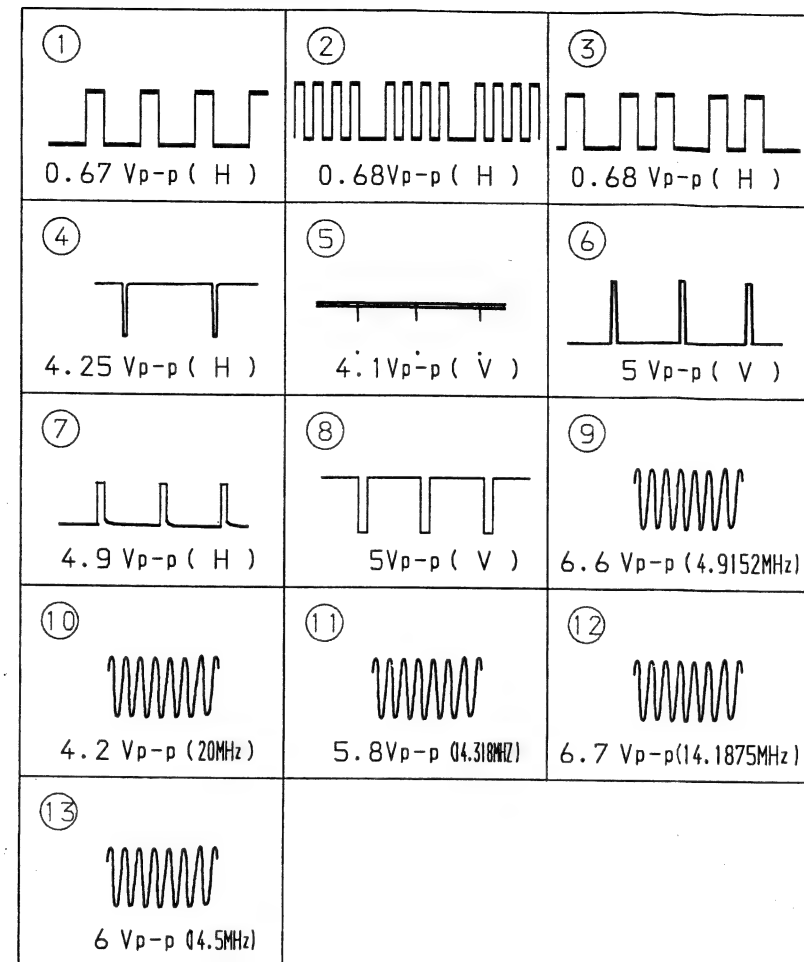 ① ② ③
0.67 Vp-p ( H ) 0.68Vp-p ( H ) 0.68 Vp-p ( H )
④ ⑤ ⑥
4.25 Vp-p ( H ) 4.1Vp-p ( V ) 5 Vp-p ( V )
⑦ ⑧ ⑨
4.9 Vp-p ( H ) 5Vp-p ( V ) 6.6 Vp-p (4.9152MHz)
⑩ ⑪ ⑫
4.2 Vp-p (20MHz) 5.8Vp-p (14.318MHZ) 6.7 Vp-p(14.1875MHz)
⑬
6 Vp-p (14.5MHz)